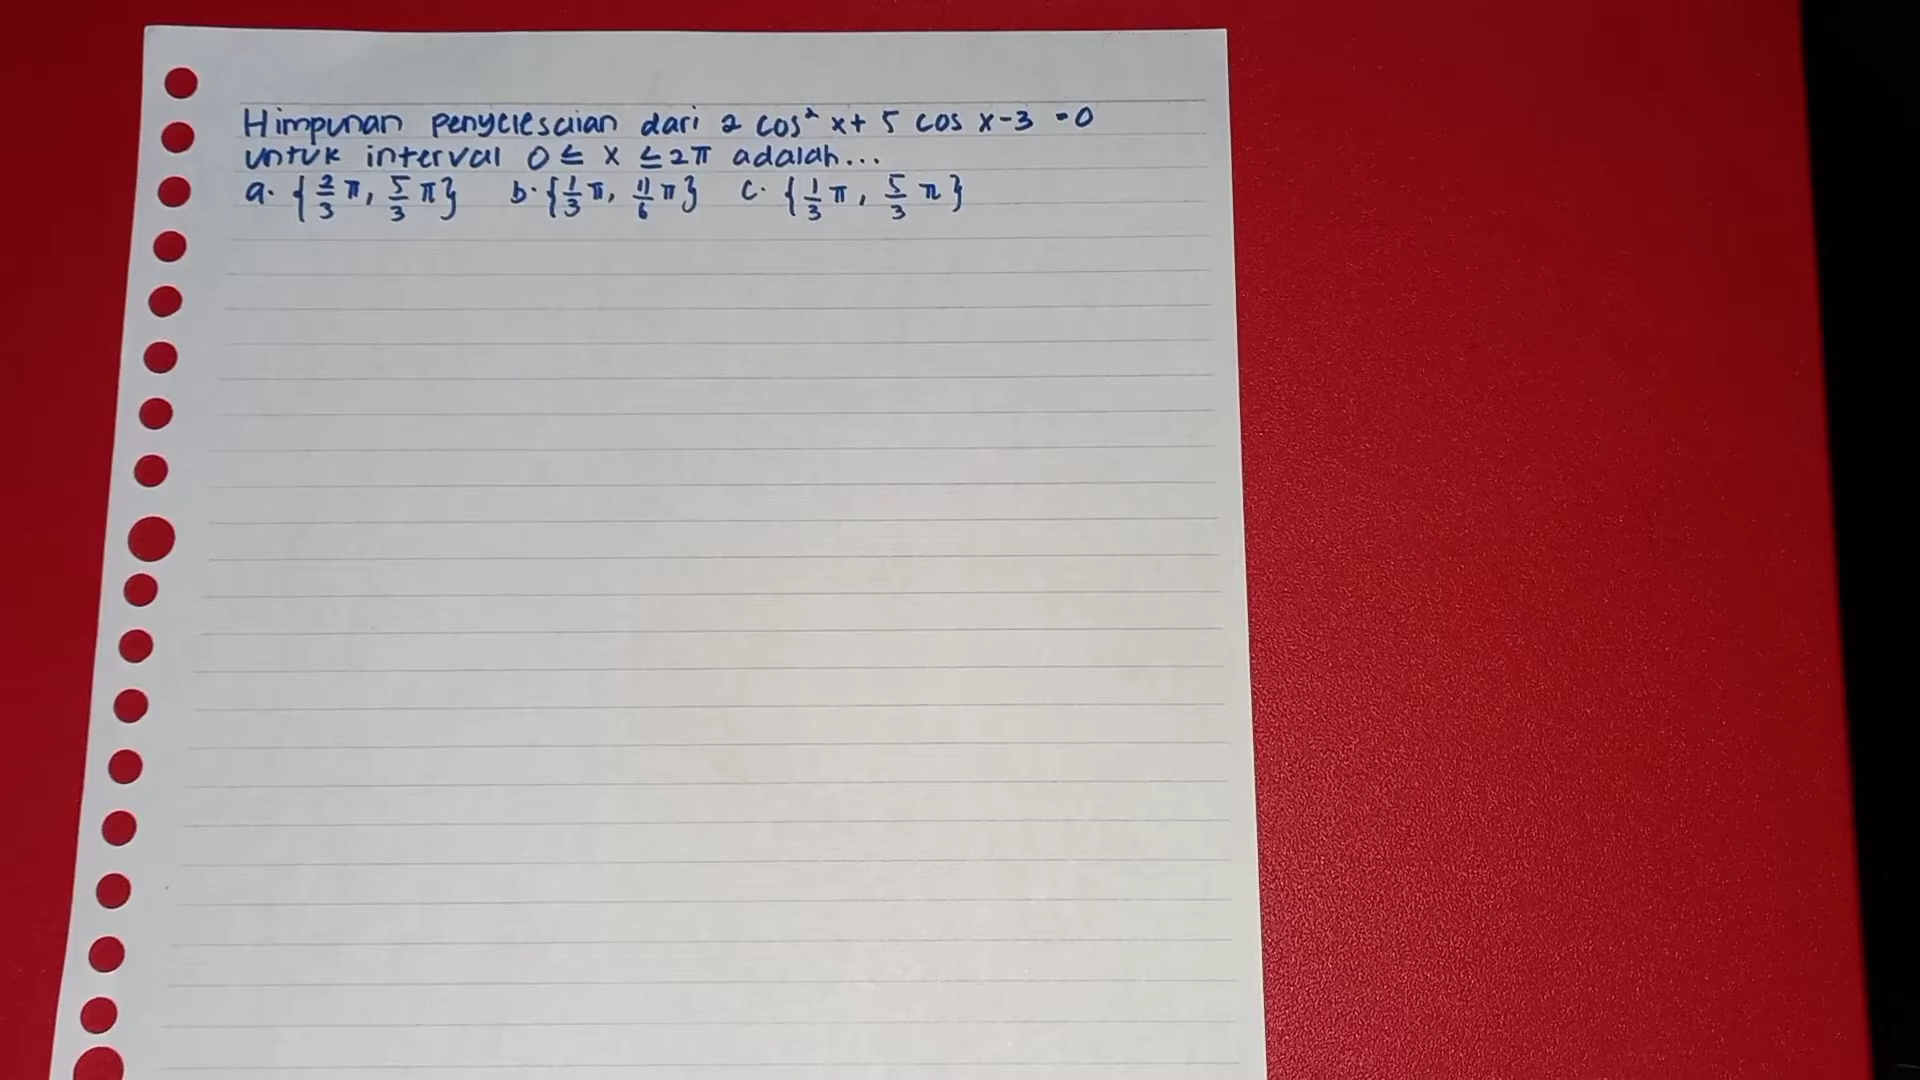 Himpunan penyelesaian dari 2 cos² x + 5 cos x - 3 = 0
untuk interval 0 ≤ x ≤ 2π adalah...
a. {2/3 π, 5/3 π} b. {1/3 π, 11/6 π} c. {1/3 π, 5/3 π}